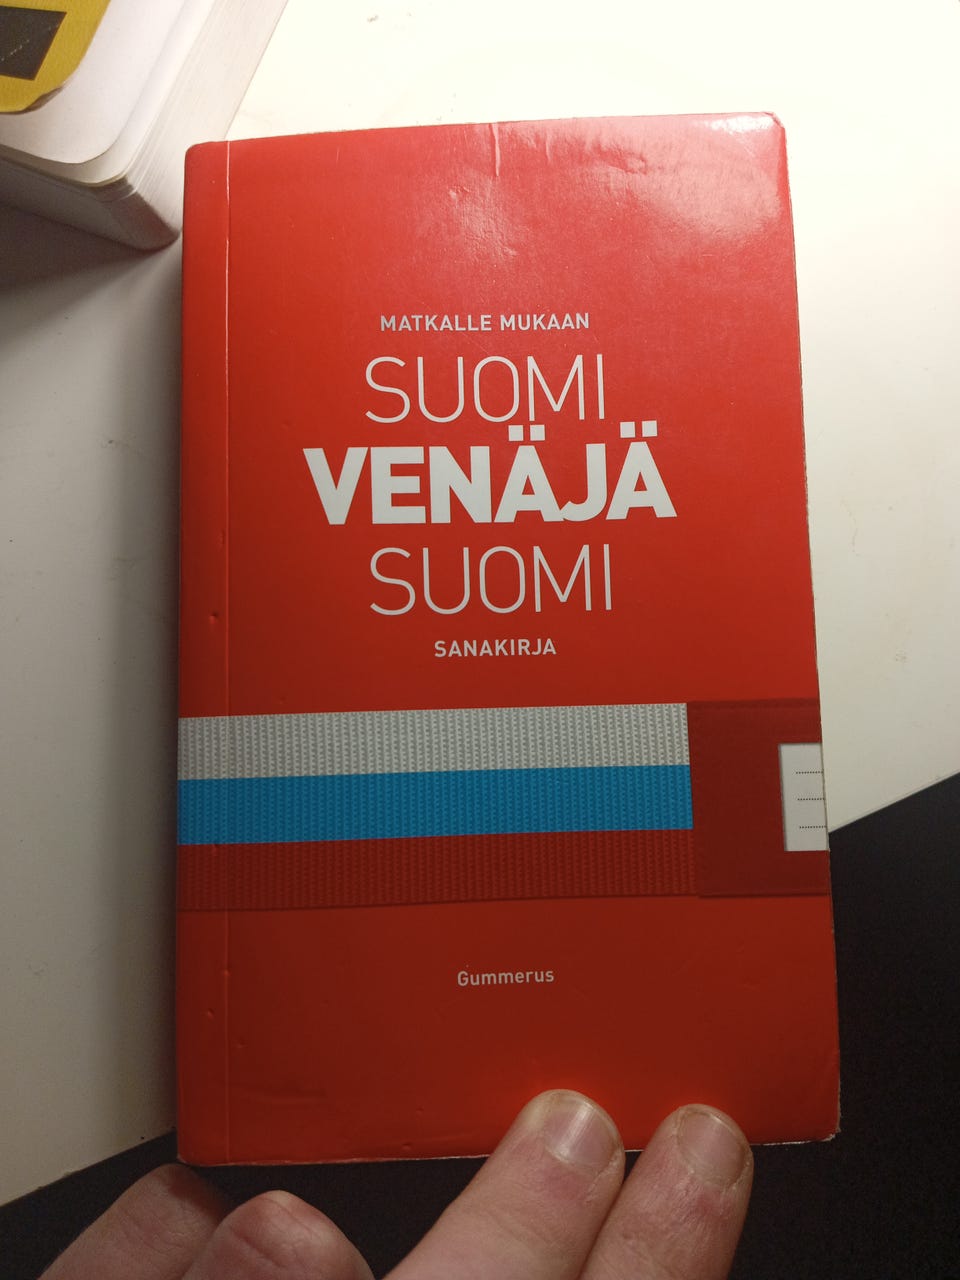 MATKALLE MUKAAN
SUOMI
VENÄJÄ
SUOMI
SANAKIRJA
Gummerus